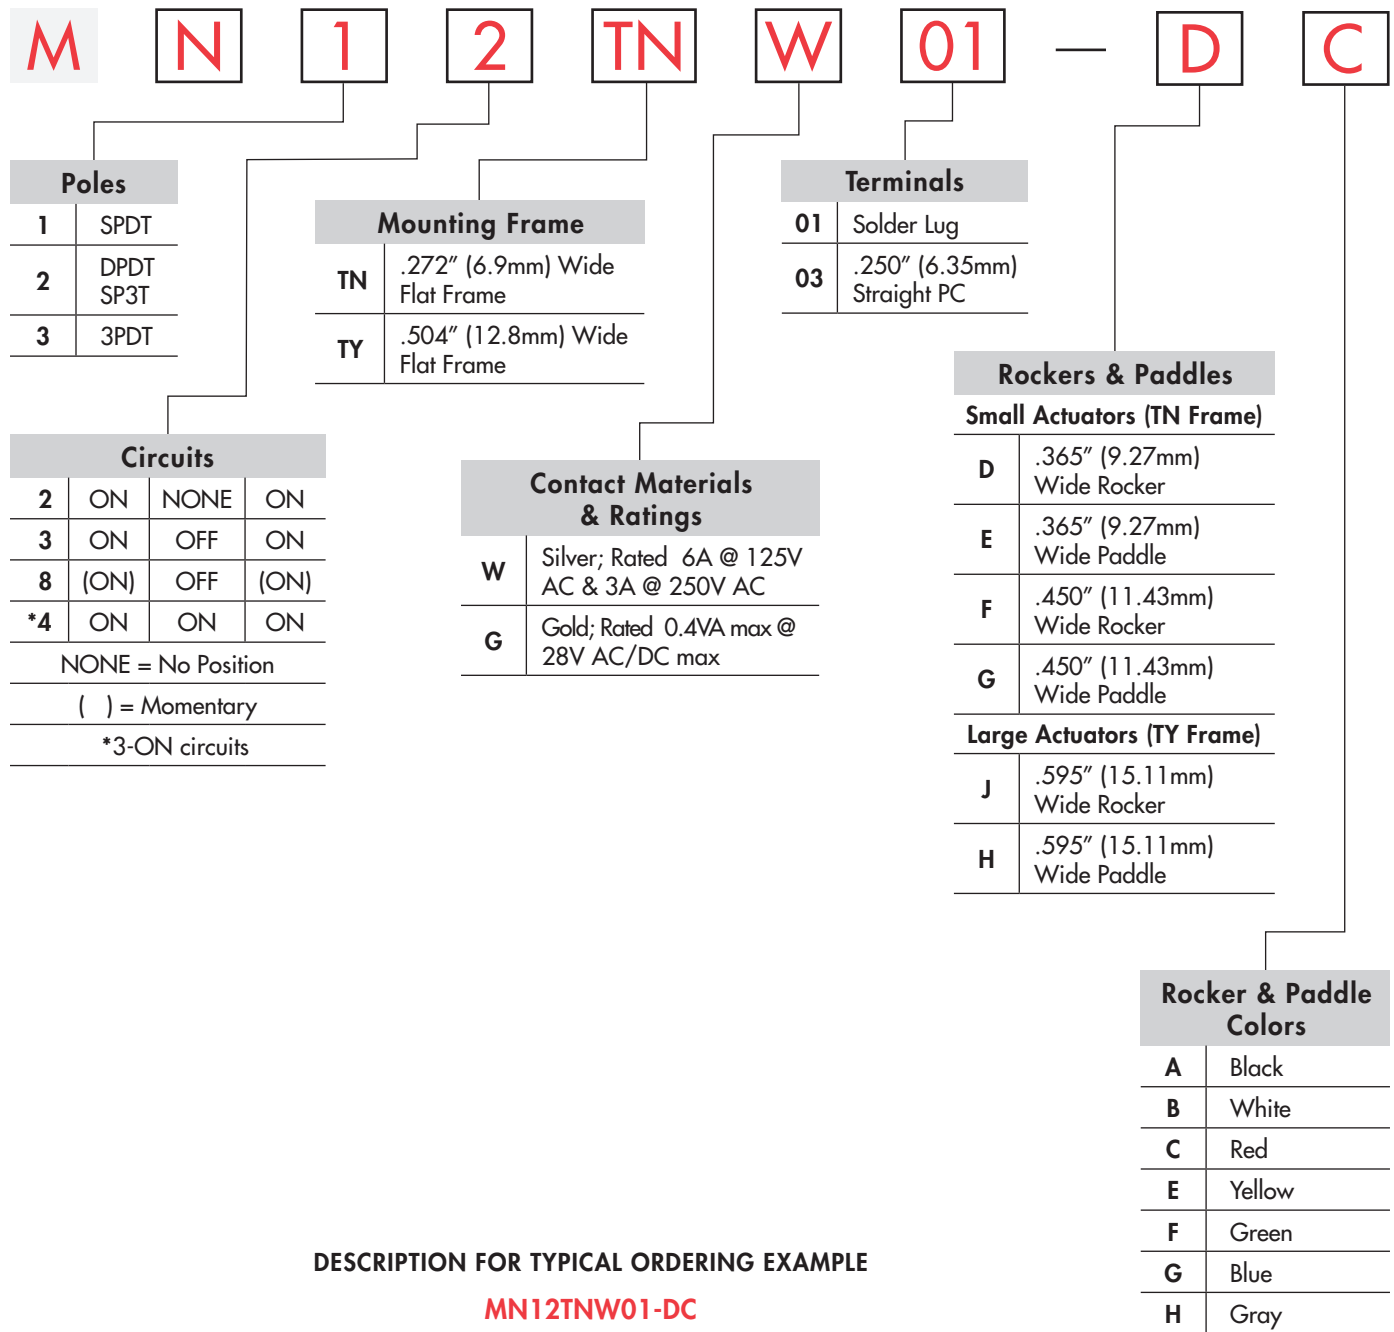 M N 1 2 TN W 01 — D C
Poles
1 SPDT
2 DPDT
SP3T
3 3PDT
Mounting Frame
TN .272" (6.9mm) Wide
Flat Frame
TY .504" (12.8mm) Wide
Flat Frame
Terminals
01 Solder Lug
03 .250" (6.35mm)
Straight PC
Circuits
2 ON NONE ON
3 ON OFF ON
8 (ON) OFF (ON)
*4 ON ON ON
NONE = No Position
( ) = Momentary
*3-ON circuits
Contact Materials
& Ratings
W Silver; Rated 6A @ 125V
AC & 3A @ 250V AC
G Gold; Rated 0.4VA max @
28V AC/DC max
Rockers & Paddles
Small Actuators (TN Frame)
D .365" (9.27mm)
Wide Rocker
E .365" (9.27mm)
Wide Paddle
F .450" (11.43mm)
Wide Rocker
G .450" (11.43mm)
Wide Paddle
Large Actuators (TY Frame)
J .595" (15.11mm)
Wide Rocker
H .595" (15.11mm)
Wide Paddle
Rocker & Paddle
Colors
A Black
B White
C Red
E Yellow
F Green
G Blue
H Gray
DESCRIPTION FOR TYPICAL ORDERING EXAMPLE
MN12TNW01-DC